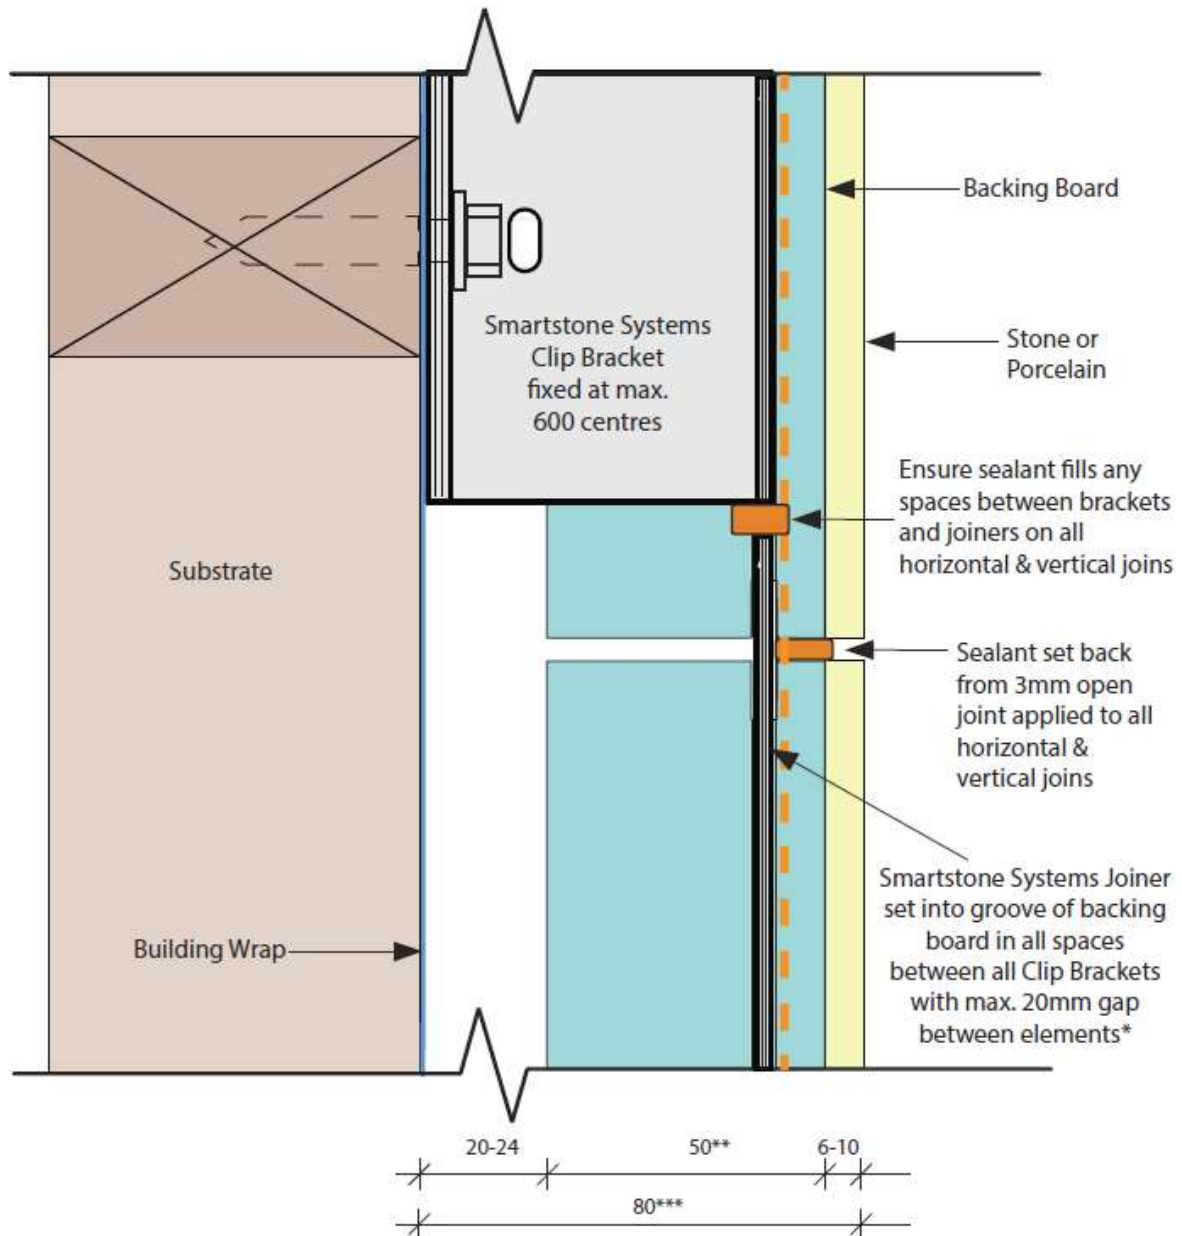 Backing Board
Smartstone Systems
Clip Bracket
fixed at max.
600 centres
Stone or
Porcelain
Ensure sealant fills any
spaces between brackets
and joiners on all
horizontal & vertical joins
Substrate
Sealant set back
from 3mm open
joint applied to all
horizontal &
vertical joins
Smartstone Systems Joiner
set into groove of backing
board in all spaces
between all Clip Brackets
with max. 20mm gap
between elements*
Building Wrap
20-24
50**
6-10
80***